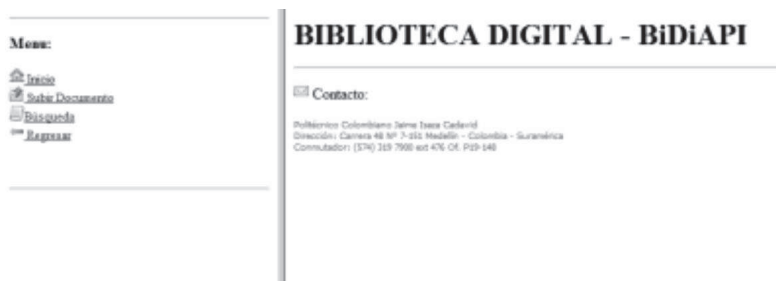 Menu:
Inicio
Subir Documento
Búsqueda
Regresar
BIBLIOTECA DIGITAL - BiDiAPI
Contacto:
Politécnico Colombiano Jaime Isaza Cadavid
Dirección: Carrera 48 Nº 7-151 Medellín - Colombia - Suramérica
Conmutador: (574) 319 7900 ext 476 Of. P19-148